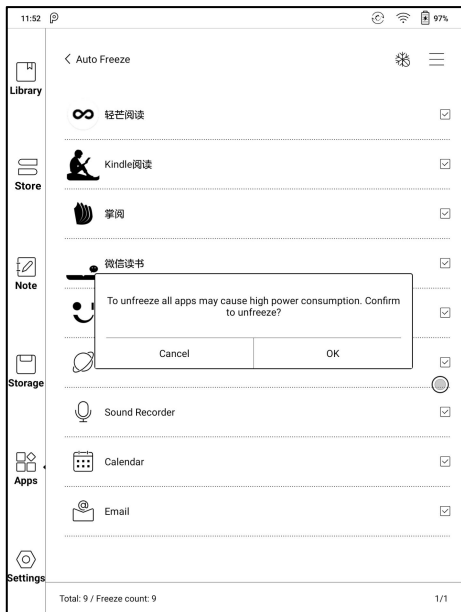 11:52
97%
Auto Freeze
Library
轻芒阅读
Kindle阅读
Store
掌阅
微信读书
Note
To unfreeze all apps may cause high power consumption. Confirm
to unfreeze?
Cancel
OK
Storage
Sound Recorder
Calendar
Apps
Email
Settings
Total: 9 / Freeze count: 9
1/1